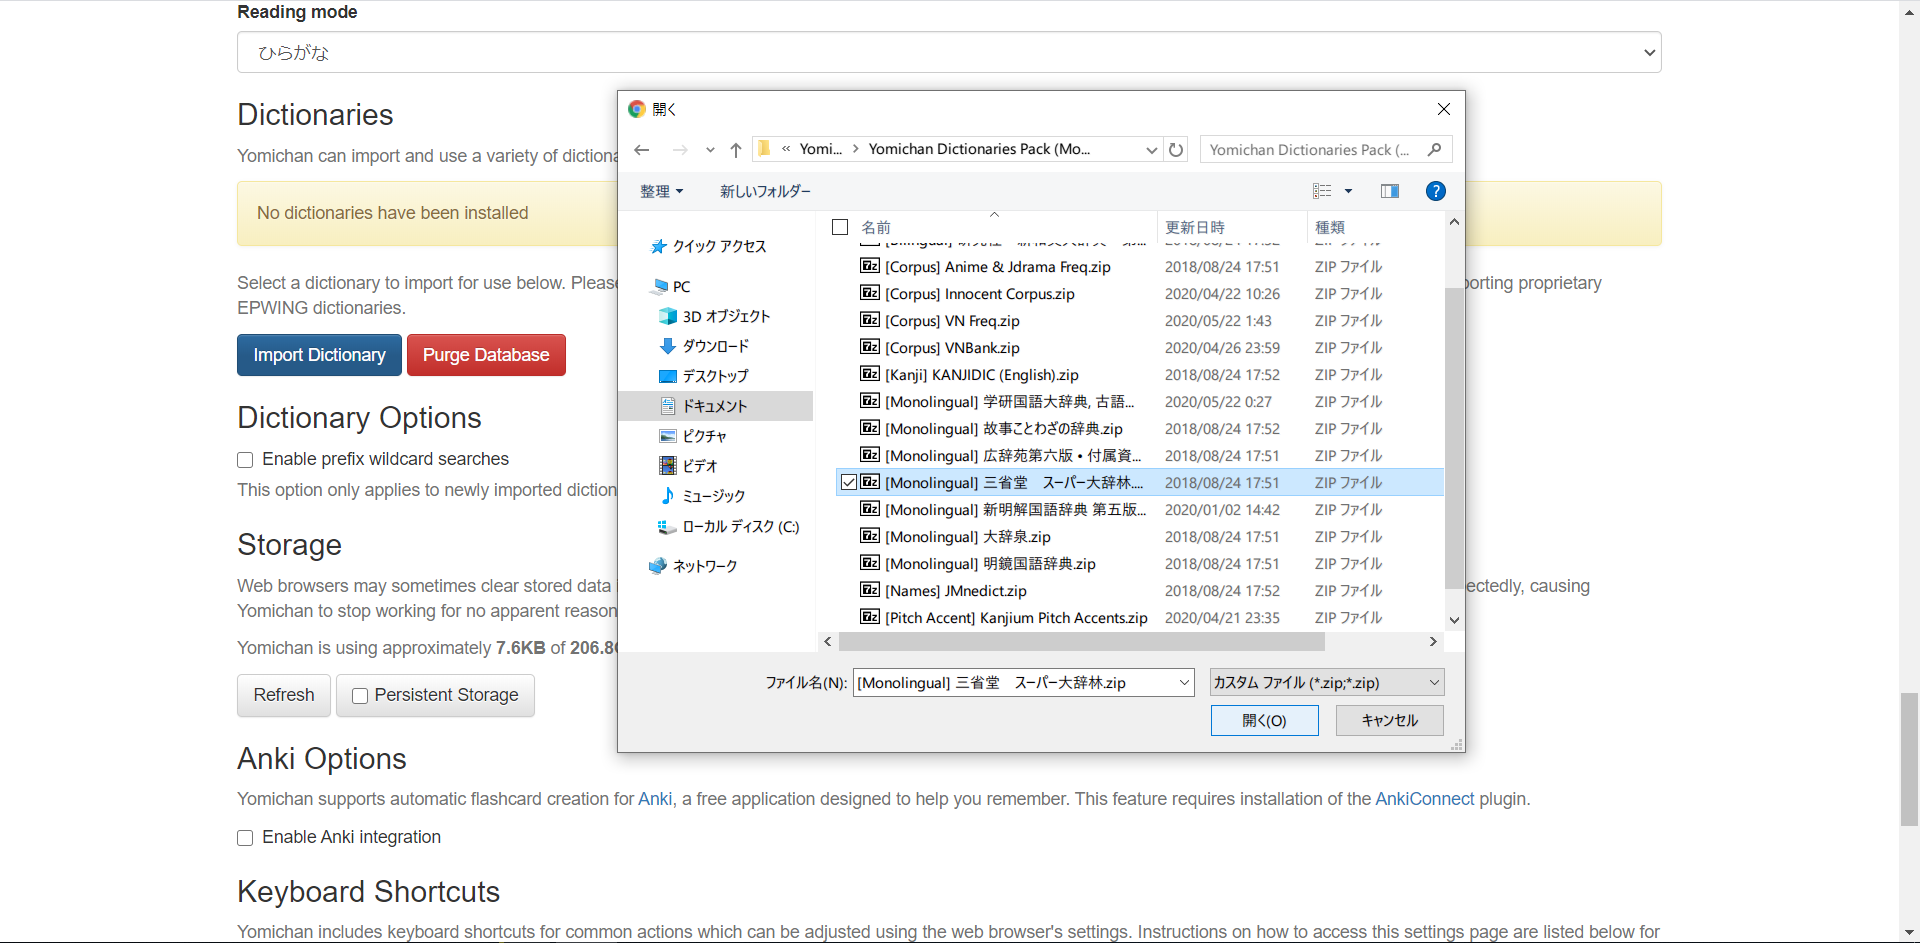 Reading mode
ひらがな
Dictionaries
Yomichan can import and use a variety of dictiona
No dictionaries have been installed
Select a dictionary to import for use below. Pleas
porting proprietary
EPWING dictionaries.
Import Dictionary
Purge Database
Dictionary Options
Enable prefix wildcard searches
This option only applies to newly imported diction
Storage
Web browsers may sometimes clear stored data
ectedly, causing
Yomichan to stop working for no apparent reason
Yomichan is using approximately 7.6KB of 206.8
Refresh
Persistent Storage
Anki Options
Yomichan supports automatic flashcard creation for Anki, a free application designed to help you remember. This feature requires installation of the AnkiConnect plugin.
Enable Anki integration
Keyboard Shortcuts
Yomichan includes keyboard shortcuts for common actions which can be adjusted using the web browser's settings. Instructions on how to access this settings page are listed below for
開く
« Yomi... > Yomichan Dictionaries Pack (Mo...
Yomichan Dictionaries Pack (...
整理
新しいフォルダー
クイック アクセス
PC
3D オブジェクト
ダウンロード
デスクトップ
ドキュメント
ピクチャ
ビデオ
ミュージック
ローカル ディスク (C:)
ネットワーク
名前 更新日時 種類
[Corpus] Anime & Jdrama Freq.zip 2018/08/24 17:51 ZIP ファイル
[Corpus] Innocent Corpus.zip 2020/04/22 10:26 ZIP ファイル
[Corpus] VN Freq.zip 2020/05/22 1:43 ZIP ファイル
[Corpus] VNBank.zip 2020/04/26 23:59 ZIP ファイル
[Kanji] KANJIDIC (English).zip 2018/08/24 17:52 ZIP ファイル
[Monolingual] 学研国語大辞典, 古語... 2020/05/22 0:27 ZIP ファイル
[Monolingual] 故事ことわざの辞典.zip 2018/08/24 17:52 ZIP ファイル
[Monolingual] 広辞苑第六版 • 付属資... 2018/08/24 17:51 ZIP ファイル
[Monolingual] 三省堂　スーパー大辞林.... 2018/08/24 17:51 ZIP ファイル
[Monolingual] 新明解国語辞典 第五版... 2020/01/02 14:42 ZIP ファイル
[Monolingual] 大辞泉.zip 2018/08/24 17:51 ZIP ファイル
[Monolingual] 明鏡国語辞典.zip 2018/08/24 17:51 ZIP ファイル
[Names] JMnedict.zip 2018/08/24 17:52 ZIP ファイル
[Pitch Accent] Kanjium Pitch Accents.zip 2020/04/21 23:35 ZIP ファイル
ファイル名(N): [Monolingual] 三省堂　スーパー大辞林.zip
カスタム ファイル (*.zip;*.zip)
開く(O)
キャンセル